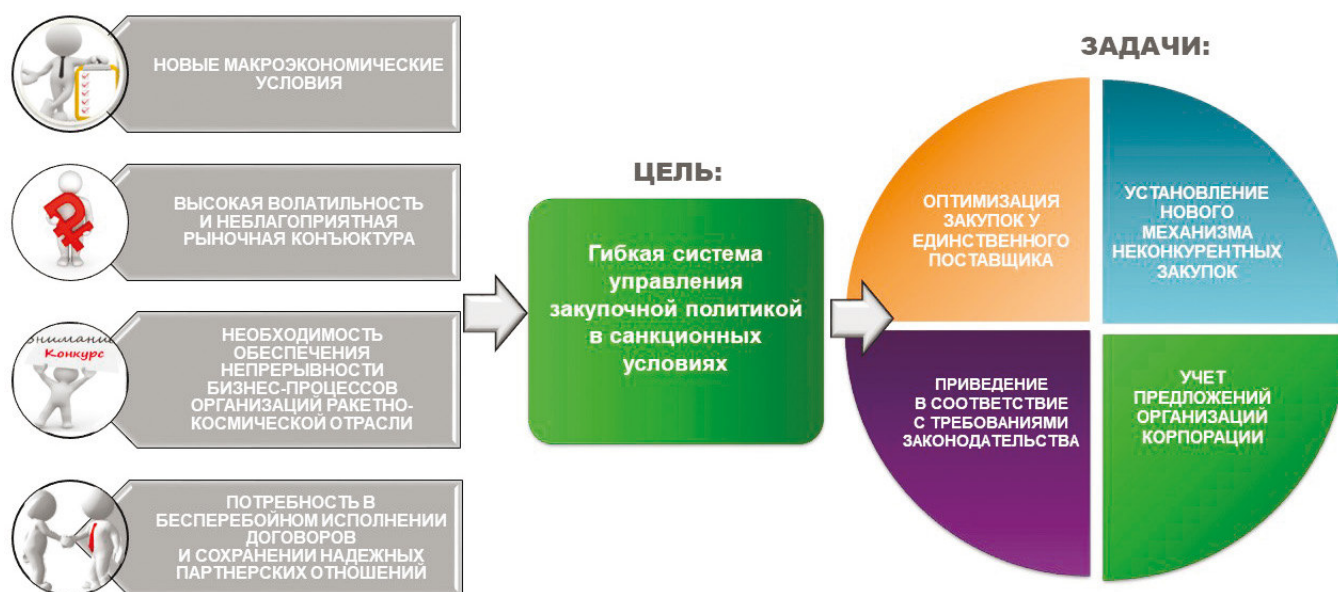 НОВЫЕ МАКРОЭКОНОМИЧЕСКИЕ
УСЛОВИЯ
ВЫСОКАЯ ВОЛАТИЛЬНОСТЬ
И НЕБЛАГОПРИЯТНАЯ
РЫНОЧНАЯ КОНЪЮКТУРА
Внимание
Конкурс
НЕОБХОДИМОСТЬ
ОБЕСПЕЧЕНИЯ
НЕПРЕРЫВНОСТИ
БИЗНЕС-ПРОЦЕССОВ
ОРГАНИЗАЦИЙ РАКЕТНО-
КОСМИЧЕСКОЙ ОТРАСЛИ
ПОТРЕБНОСТЬ В
БЕСПЕРЕБОЙНОМ ИСПОЛНЕНИИ
ДОГОВОРОВ
И СОХРАНЕНИИ НАДЕЖНЫХ
ПАРТНЕРСКИХ ОТНОШЕНИЙ
ЦЕЛЬ:
Гибкая система
управления
закупочной политикой
в санкционных
условиях
ЗАДАЧИ:
ОПТИМИЗАЦИЯ
ЗАКУПОК У
ЕДИНСТВЕННОГО
ПОСТАВЩИКА
УСТАНОВЛЕНИЕ
НОВОГО
МЕХАНИЗМА
НЕКОНКУРЕНТНЫХ
ЗАКУПОК
ПРИВЕДЕНИЕ
В СООТВЕТСТВИЕ
С ТРЕБОВАНИЯМИ
ЗАКОНОДАТЕЛЬСТВА
УЧЕТ
ПРЕДЛОЖЕНИЙ
ОРГАНИЗАЦИЙ
КОРПОРАЦИИ